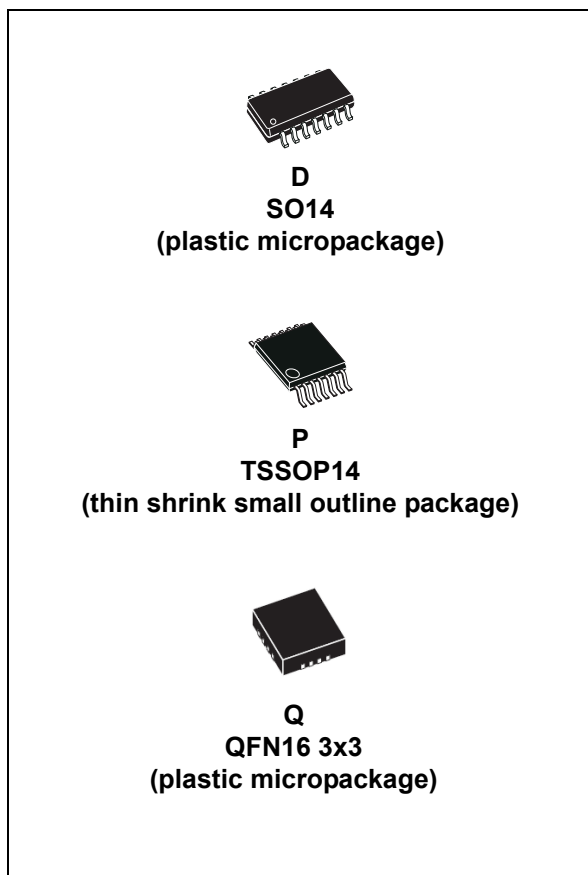 D
SO14
(plastic micropackage)
P
TSSOP14
(thin shrink small outline package)
Q
QFN16 3x3
(plastic micropackage)